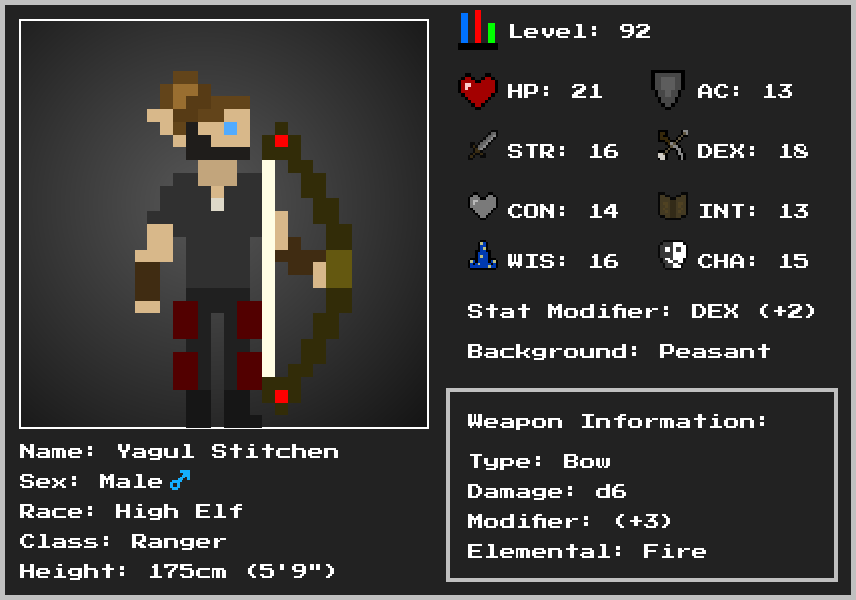 Level: 92
HP: 21 AC: 13
STR: 16 DEX: 18
CON: 14 INT: 13
WIS: 16 CHA: 15
Stat Modifier: DEX (+2)
Background: Peasant
Weapon Information:
Type: Bow
Damage: d6
Modifier: (+3)
Elemental: Fire
Name: Yagul Stitchen
Sex: Male ♂
Race: High Elf
Class: Ranger
Height: 175cm (5'9")